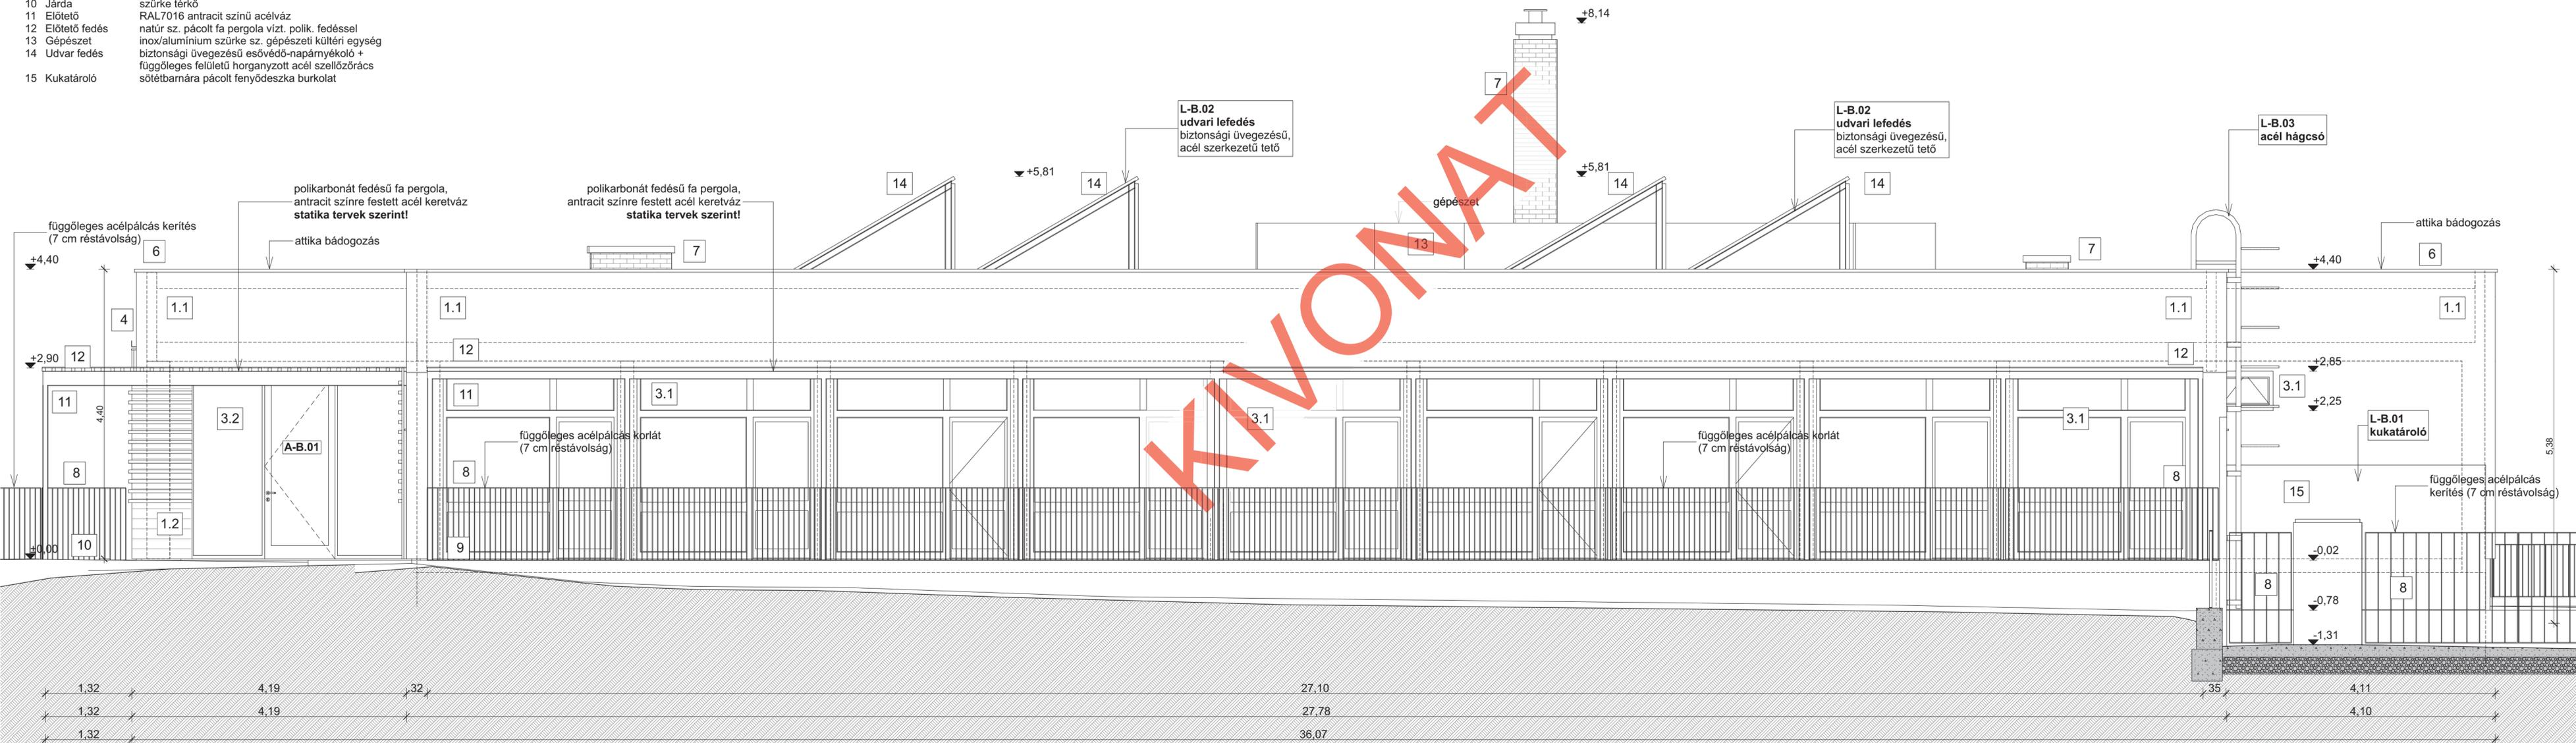 10 Járda szürke térkő
11 Előtető RAL7016 antracit színű acélváz
12 Előtető fedés natúr sz. pácolt fa pergola vízt. polik. fedéssel
13 Gépészet inox/alumínium szürke sz. gépészeti kültéri egység
14 Udvar fedés biztonsági üvegezésű esővédő-napárnyékoló +
függőleges felületű horganyzott acél szellőzőrács
15 Kukatároló sötétbarnára pácolt fenyődeszka burkolat
+8,14
7
L-B.02
udvari lefedés
biztonsági üvegezésű,
acél szerkezetű tető
L-B.02
udvari lefedés
biztonsági üvegezésű,
acél szerkezetű tető
L-B.03
acél hágcsó
14
+5,81
14
+5,81
14
14
polikarbonát fedésű fa pergola,
antracit színre festett acél keretváz
statika tervek szerint!
polikarbonát fedésű fa pergola,
antracit színre festett acél keretváz
statika tervek szerint!
gépészet
függőleges acélpálcás kerítés
(7 cm réstávolság)
attika bádogozás
attika bádogozás
6
7
13
7
6
+4,40
+4,40
4
1.1
1.1
1.1
1.1
12
12
12
+2,90
+2,85
11
11
3.1
3.1
3.1
3.1
+2,25
4,40
3.2
A-B.01
L-B.01
kukatároló
függőleges acélpálcás korlát
(7 cm réstávolság)
függőleges acélpálcás korlát
(7 cm réstávolság)
5,38
8
8
8
függőleges acélpálcás
kerítés (7 cm réstávolság)
15
1.2
10
9
±0,00
-0,02
8
8
-0,78
-1,31
KIVONAT
1,32 4,19 32 27,10 35 4,11
1,32 4,19 27,78 4,10
1,32 36,07